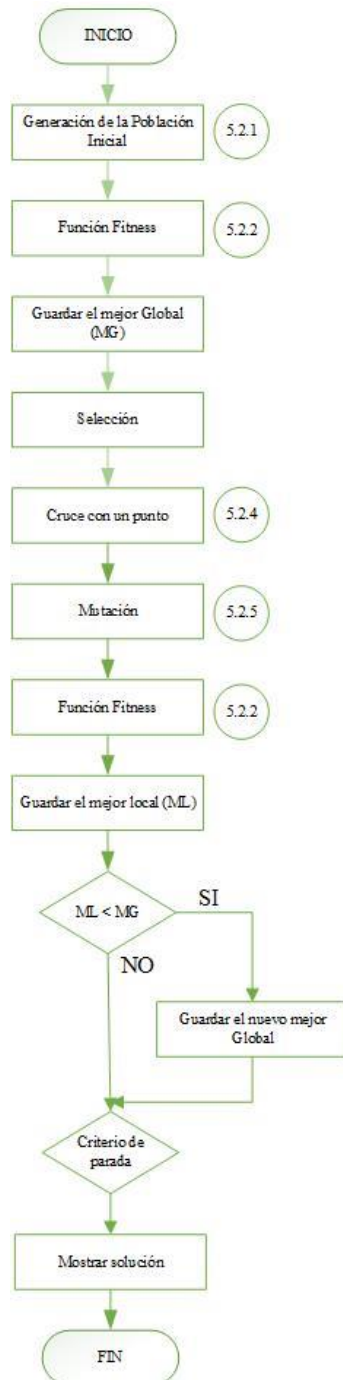 INICIO
Generación de la Población
Inicial
5.2.1
Función Fitness
5.2.2
Guardar el mejor Global
(MG)
Selección
Cruce con un punto
5.2.4
Mutación
5.2.5
Función Fitness
5.2.2
Guardar el mejor local (ML)
ML < MG
SI
NO
Guardar el nuevo mejor
Global
Criterio de
parada
Mostrar solución
FIN